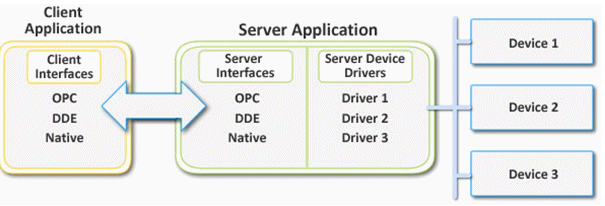 Client
Application
Client
Interfaces
OPC
DDE
Native
Server Application
Server
Interfaces
OPC
DDE
Native
Server Device
Drivers
Driver 1
Driver 2
Driver 3
Device 1
Device 2
Device 3